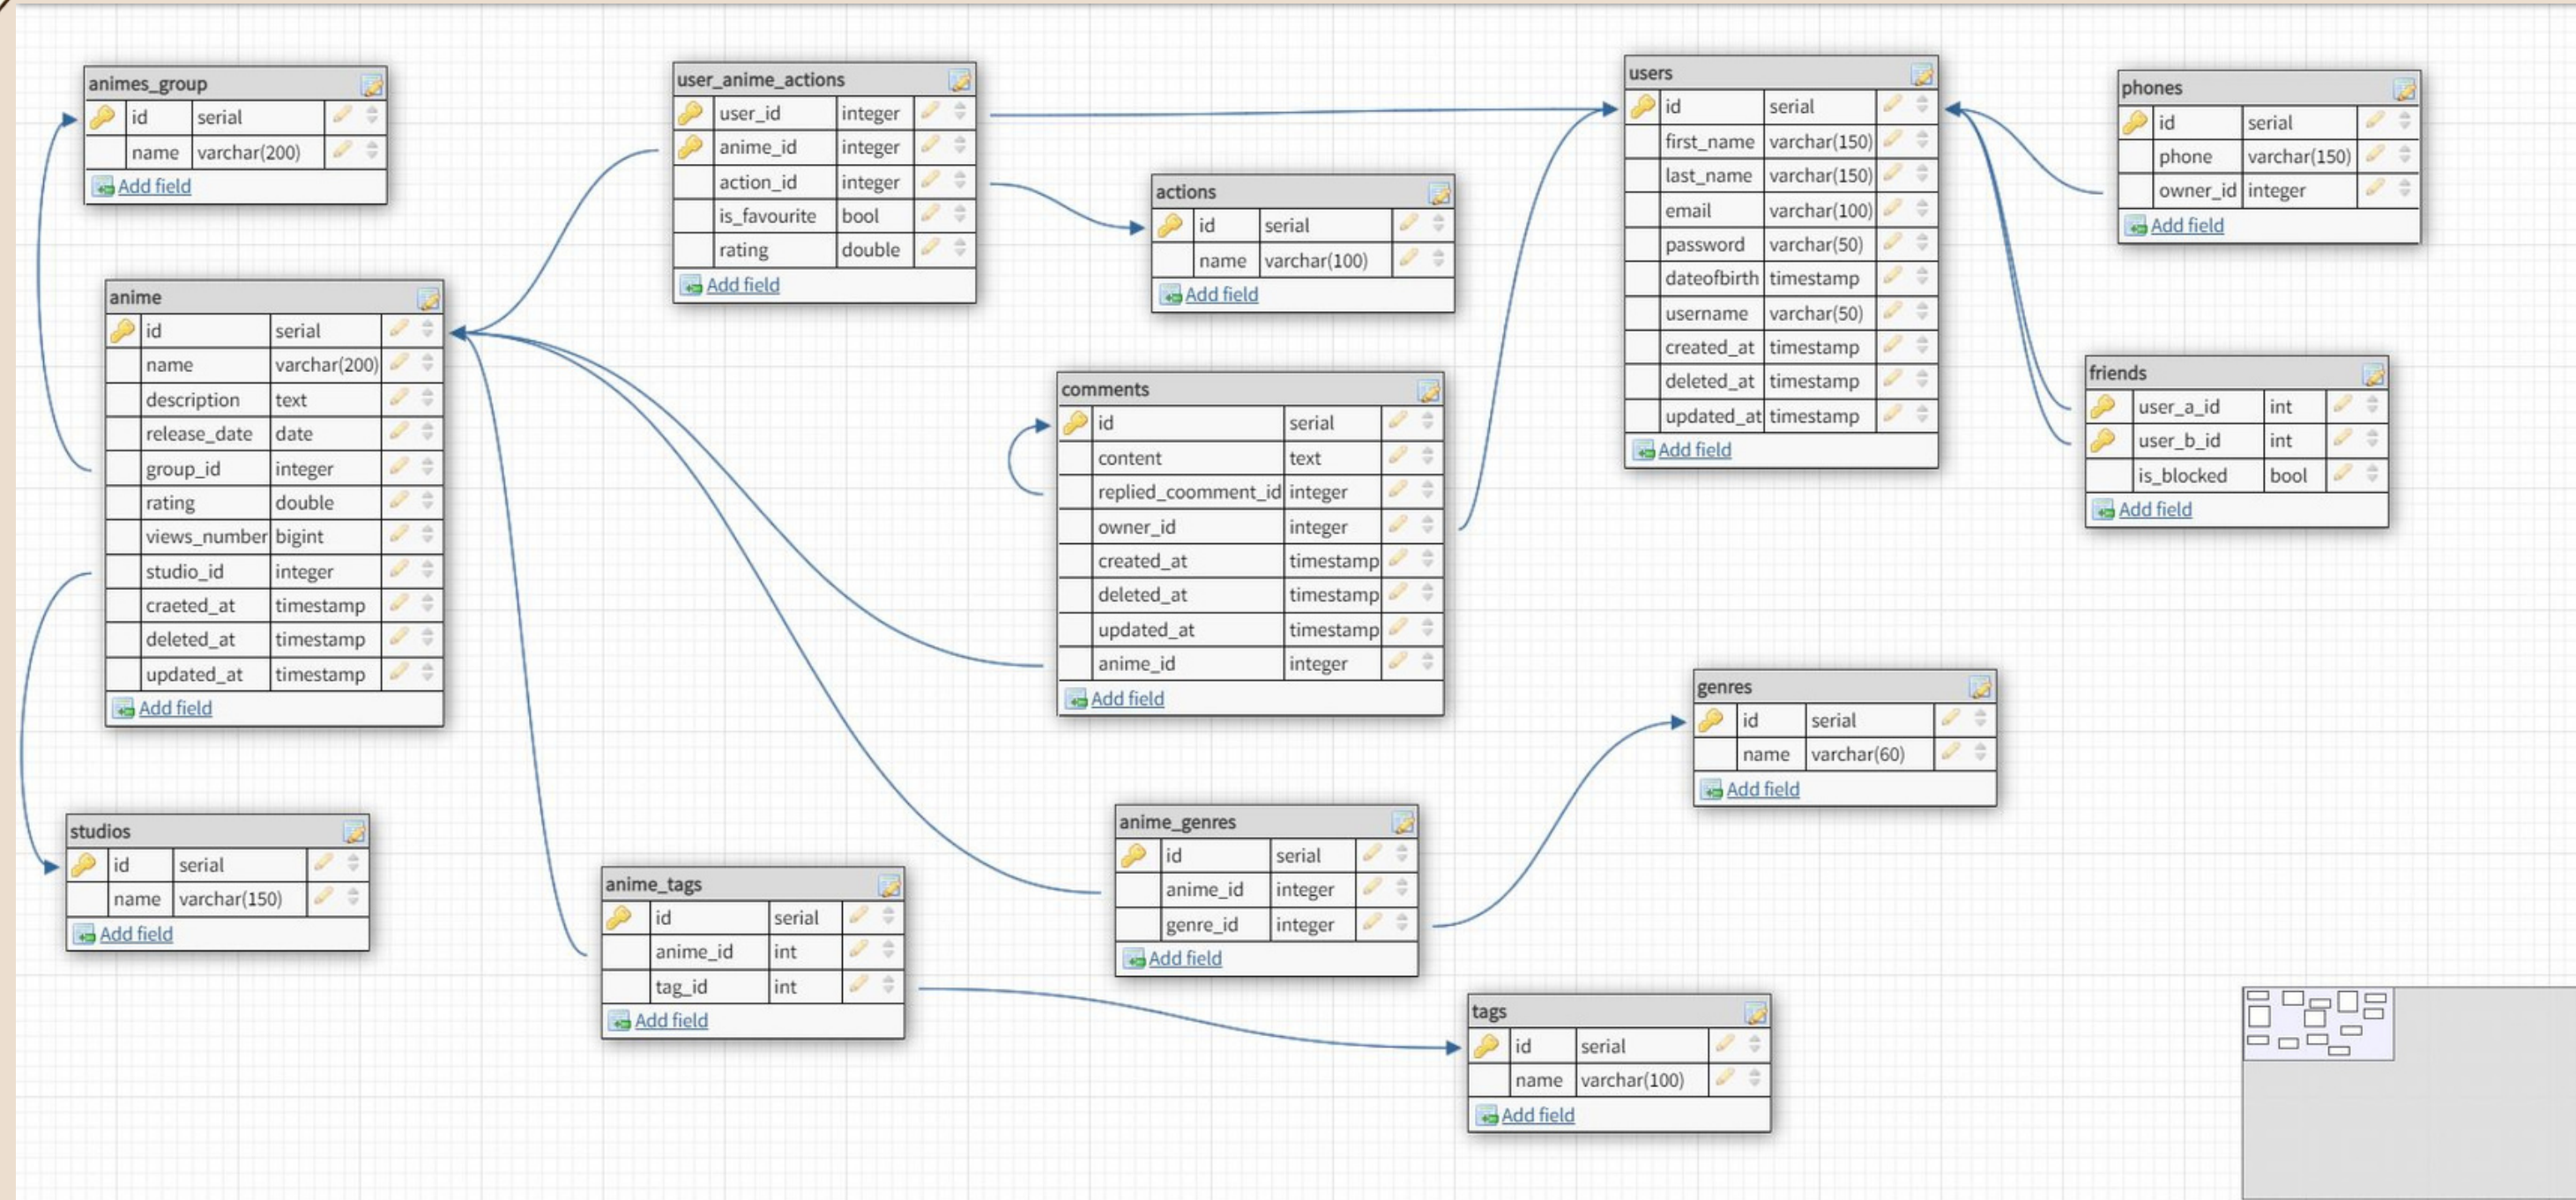 animes_group
id serial
name varchar(200)
Add field
anime
id serial
name varchar(200)
description text
release_date date
group_id integer
rating double
views_number bigint
studio_id integer
craeted_at timestamp
deleted_at timestamp
updated_at timestamp
Add field
studios
id serial
name varchar(150)
Add field
user_anime_actions
user_id integer
anime_id integer
action_id integer
is_favourite bool
rating double
Add field
actions
id serial
name varchar(100)
Add field
comments
id serial
content text
replied_coomment_id integer
owner_id integer
created_at timestamp
deleted_at timestamp
updated_at timestamp
anime_id integer
Add field
anime_tags
id serial
anime_id int
tag_id int
Add field
anime_genres
id serial
anime_id integer
genre_id integer
Add field
users
id serial
first_name varchar(150)
last_name varchar(150)
email varchar(100)
password varchar(50)
dateofbirth timestamp
username varchar(50)
created_at timestamp
deleted_at timestamp
updated_at timestamp
Add field
phones
id serial
phone varchar(150)
owner_id integer
Add field
friends
user_a_id int
user_b_id int
is_blocked bool
Add field
genres
id serial
name varchar(60)
Add field
tags
id serial
name varchar(100)
Add field